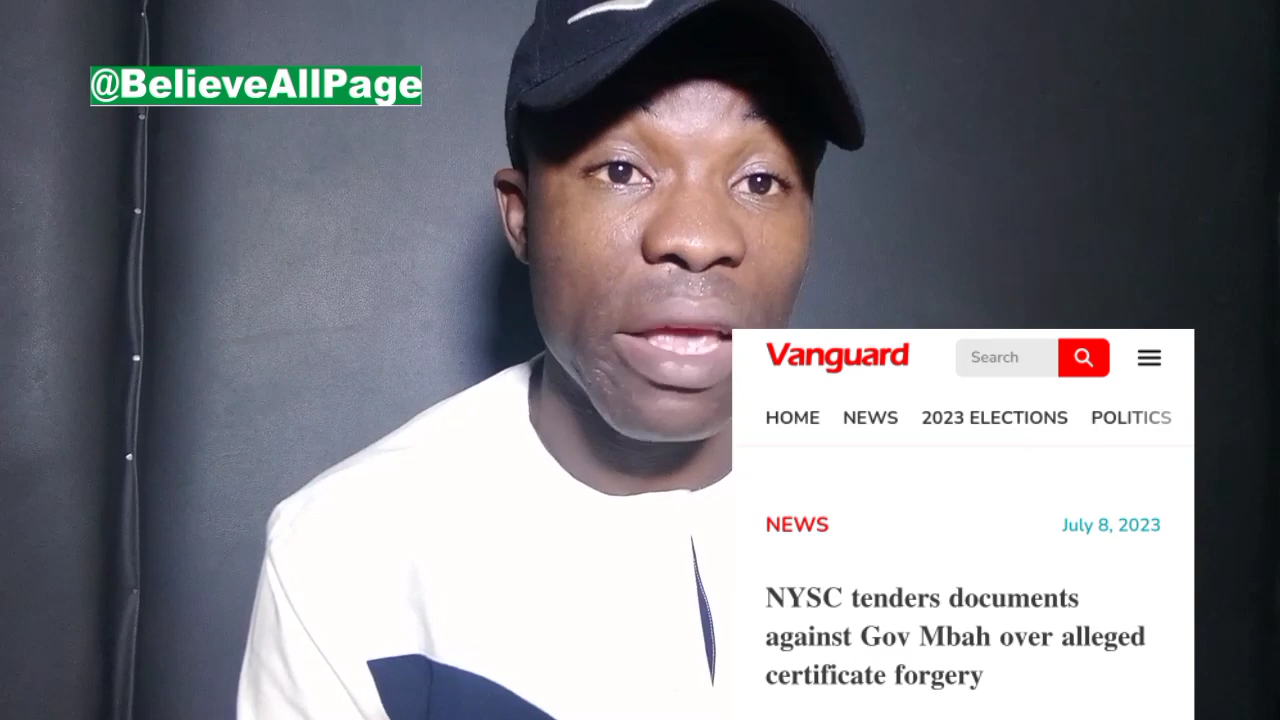 @BelieveAllPage
Vanguard
Search
HOME NEWS 2023 ELECTIONS POLITICS
NEWS July 8, 2023
NYSC tenders documents
against Gov Mbah over alleged
certificate forgery